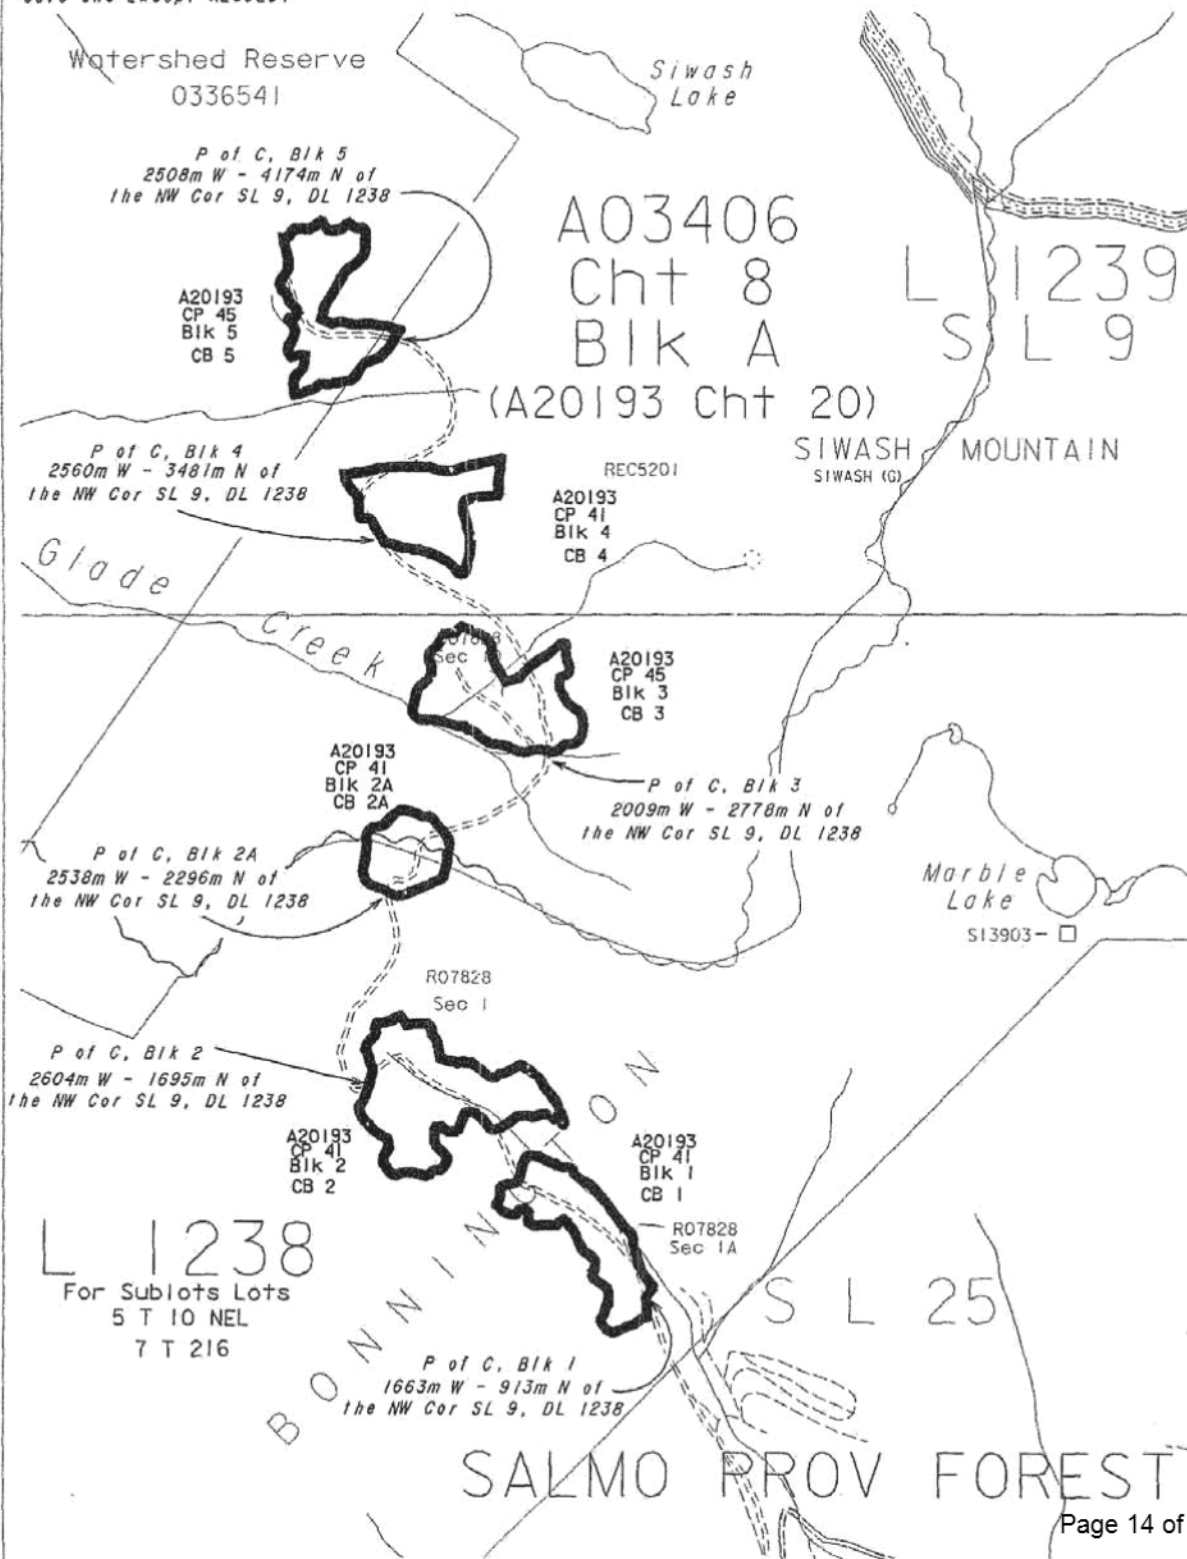 Watershed Reserve
0336541
Siwash
Lake
P of C, Blk 5
2508m W - 4174m N of
the NW Cor SL 9, DL 1238
A03406
Cht 8
Blk A
(A20193 Cht 20)
L 1239
S L 9
A20193
CP 45
Blk 5
CB 5
SIWASH MOUNTAIN
SIWASH (G)
P of C, Blk 4
2560m W - 3481m N of
the NW Cor SL 9, DL 1238
REC5201
A20193
CP 41
Blk 4
CB 4
Glade Creek
Sec
A20193
CP 45
Blk 3
CB 3
A20193
CP 41
Blk 2A
CB 2A
P of C, Blk 3
2009m W - 2778m N of
the NW Cor SL 9, DL 1238
P of C, Blk 2A
2538m W - 2296m N of
the NW Cor SL 9, DL 1238
Marble
Lake
S13903
R07828
Sec 1
P of C, Blk 2
2604m W - 1695m N of
the NW Cor SL 9, DL 1238
A20193
CP 41
Blk 2
CB 2
A20193
CP 41
Blk 1
CB 1
R07828
Sec 1A
L 1238
For Sublots Lots
5 T 10 NEL
7 T 216
BONNIN
ON
S L 25
P of C, Blk 1
1663m W - 913m N of
the NW Cor SL 9, DL 1238
SALMO PROV FOREST
Page 14 of